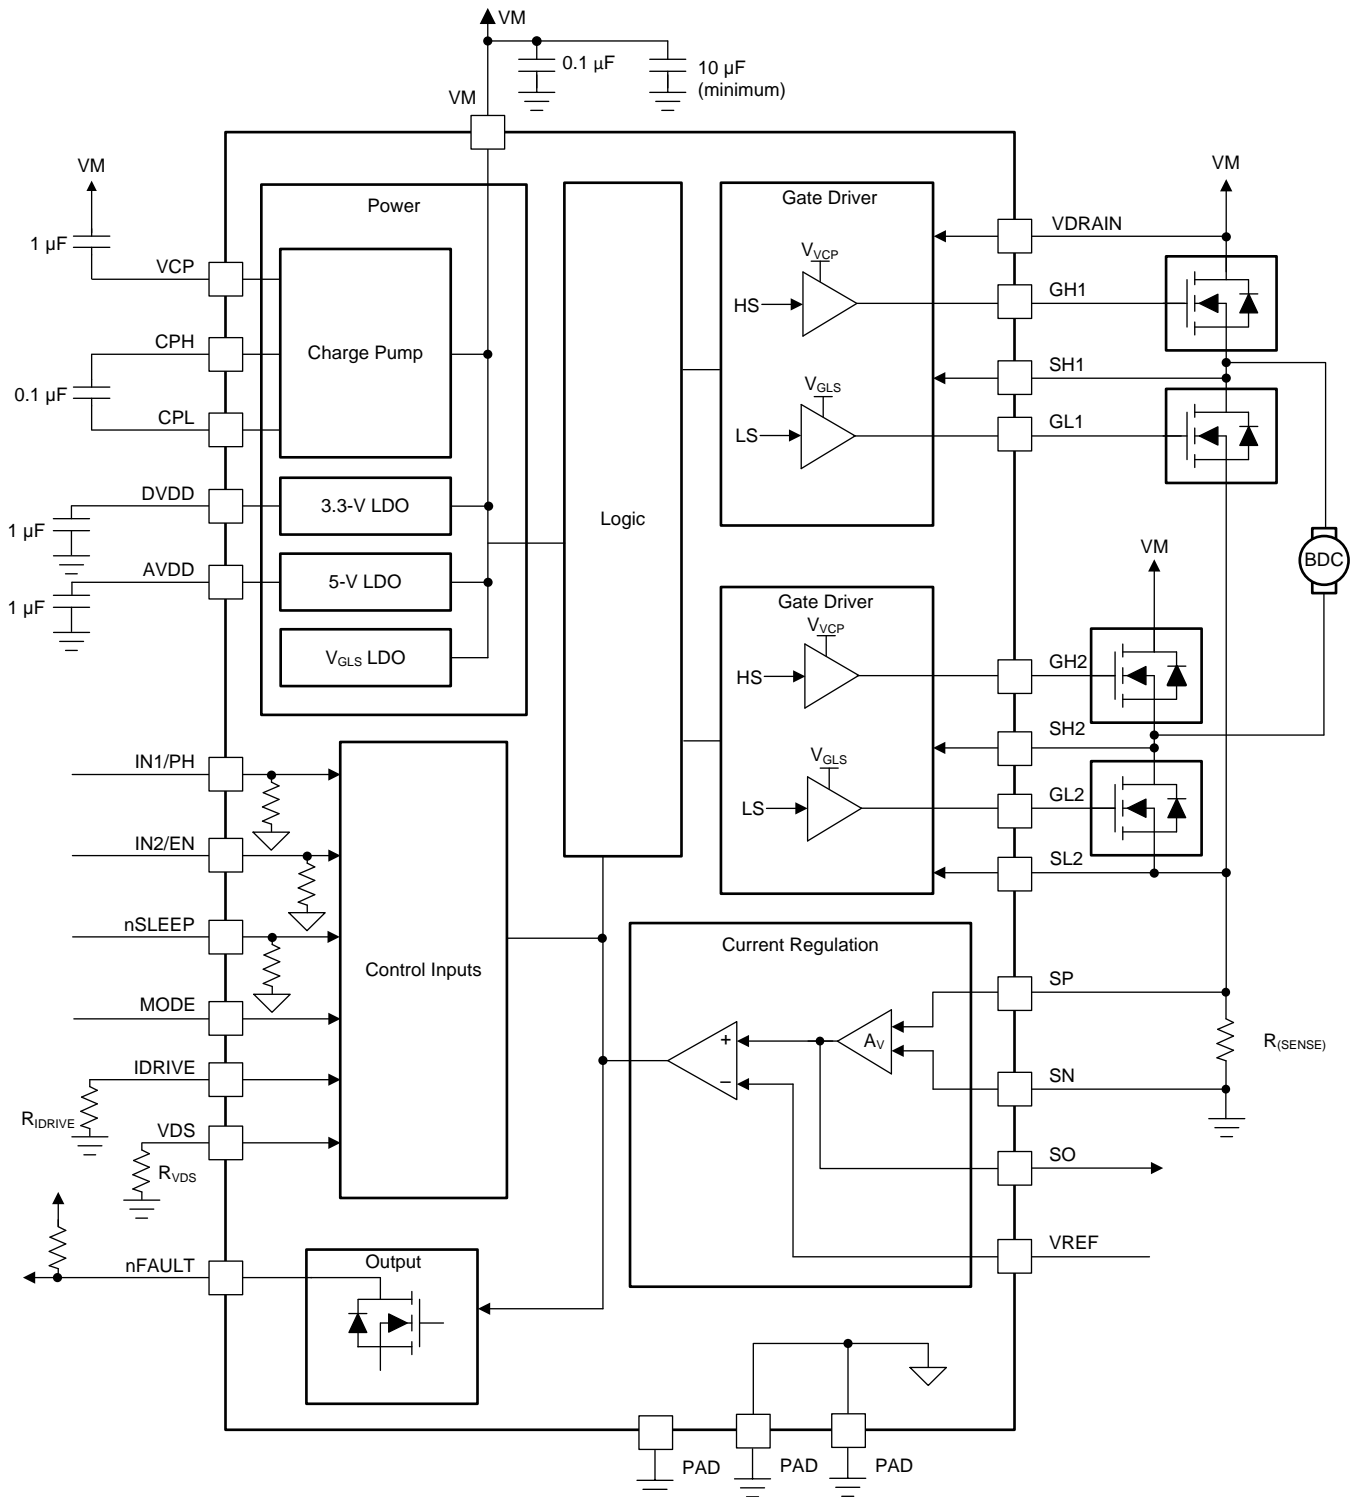 VM
0.1 µF
10 µF
(minimum)
VM
VM
1 µF
VCP
CPH
0.1 µF
CPL
DVDD
1 µF
AVDD
1 µF
Power
Charge Pump
3.3-V LDO
5-V LDO
VGLS LDO
Logic
Gate Driver
VVCP
HS
VGLS
LS
VDRAIN
GH1
SH1
GL1
VM
BDC
Gate Driver
VVCP
HS
VGLS
LS
VM
GH2
SH2
GL2
SL2
IN1/PH
IN2/EN
nSLEEP
MODE
IDRIVE
RIDRIVE
VDS
RVDS
nFAULT
Control Inputs
Output
Current Regulation
+
–
AV
SP
R(SENSE)
SN
SO
VREF
PAD
PAD
PAD